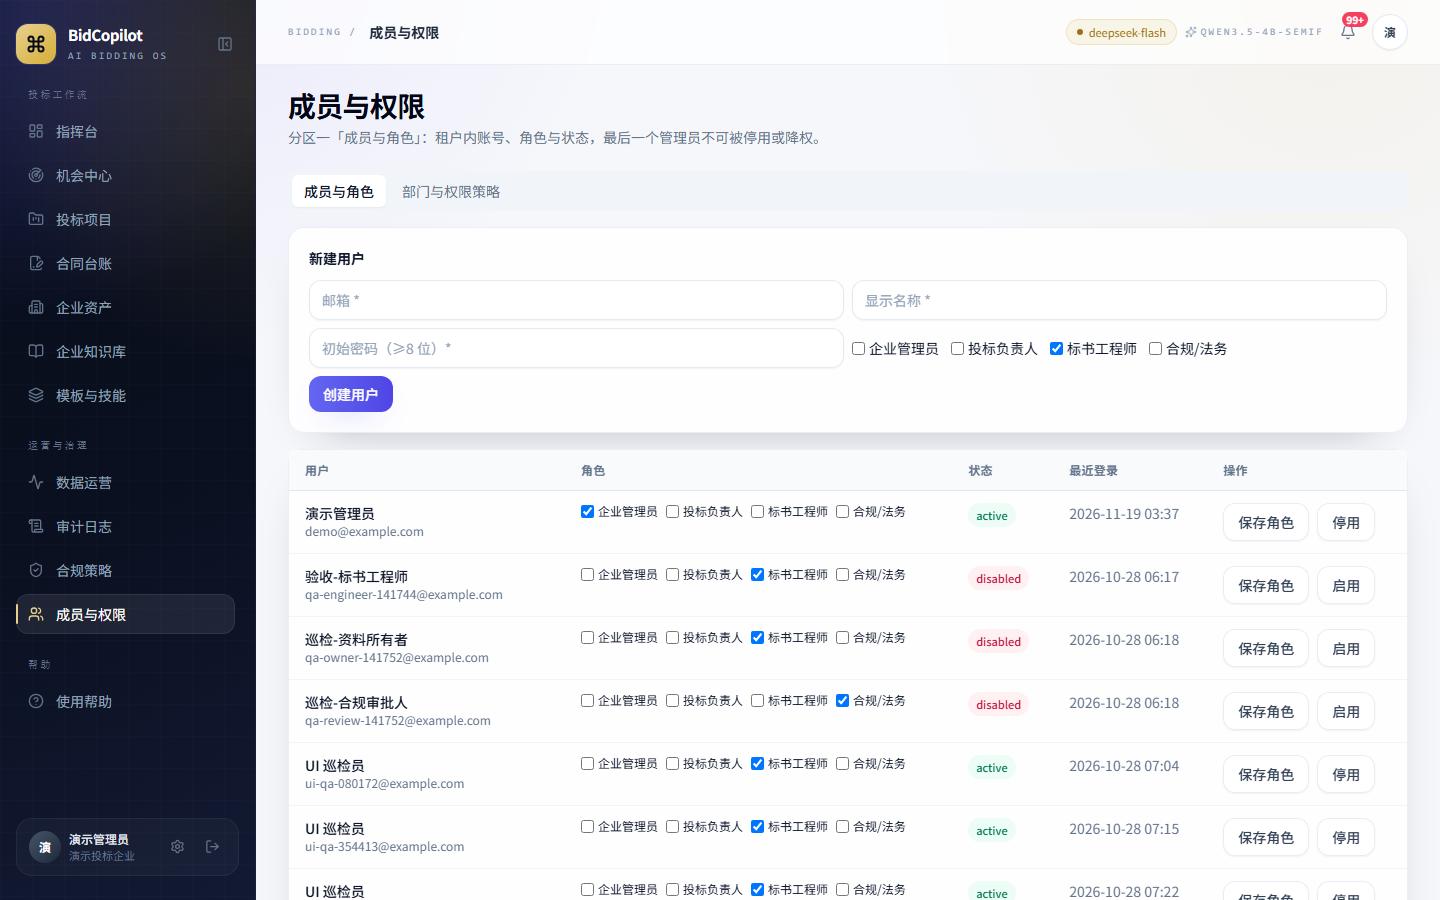 BidCopilot
AI BIDDING OS
投标工作流
指挥台
机会中心
投标项目
合同台账
企业资产
企业知识库
模板与技能
运营与治理
数据运营
审计日志
合规策略
成员与权限
帮助
使用帮助
演
演示管理员
演示投标企业
BIDDING / 成员与权限
deepseek-flash
QWEN3.5-4B-SEMIF
99+
演
成员与权限
分区一「成员与角色」：租户内账号、角色与状态，最后一个管理员不可被停用或降权。
成员与角色 部门与权限策略
新建用户
邮箱 * 显示名称 *
初始密码（≥8 位）* 企业管理员 投标负责人 标书工程师 合规/法务
创建用户
用户 角色 状态 最近登录 操作
演示管理员 企业管理员 投标负责人 标书工程师 合规/法务 active 2026-11-19 03:37 保存角色 停用
demo@example.com
验收-标书工程师 企业管理员 投标负责人 标书工程师 合规/法务 disabled 2026-10-28 06:17 保存角色 启用
qa-engineer-141744@example.com
巡检-资料所有者 企业管理员 投标负责人 标书工程师 合规/法务 disabled 2026-10-28 06:18 保存角色 启用
qa-owner-141752@example.com
巡检-合规审批人 企业管理员 投标负责人 标书工程师 合规/法务 disabled 2026-10-28 06:18 保存角色 启用
qa-review-141752@example.com
UI 巡检员 企业管理员 投标负责人 标书工程师 合规/法务 active 2026-10-28 07:04 保存角色 停用
ui-qa-080172@example.com
UI 巡检员 企业管理员 投标负责人 标书工程师 合规/法务 active 2026-10-28 07:15 保存角色 停用
ui-qa-354413@example.com
UI 巡检员 企业管理员 投标负责人 标书工程师 合规/法务 active 2026-10-28 07:22 保存角色 停用